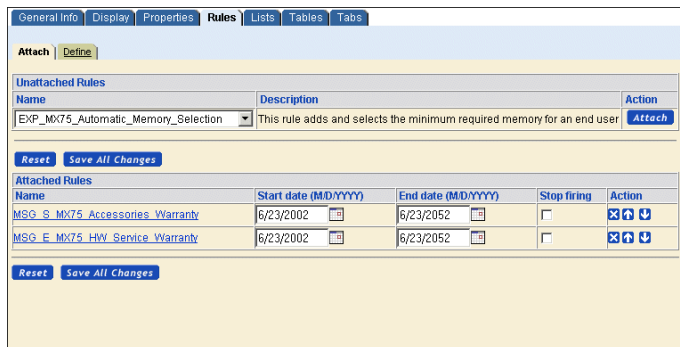 General Info Display Properties Rules Lists Tables Tabs
Attach Define
Unattached Rules
Name Description Action
EXP_MX75_Automatic_Memory_Selection This rule adds and selects the minimum required memory for an end user Attach
Reset Save All Changes
Attached Rules
Name Start date (M/D/YYYY) End date (M/D/YYYY) Stop firing Action
MSG_S_MX75_Accessories_Warranty 6/23/2002 6/23/2052
MSG_E_MX75_HW_Service_Warranty 6/23/2002 6/23/2052
Reset Save All Changes